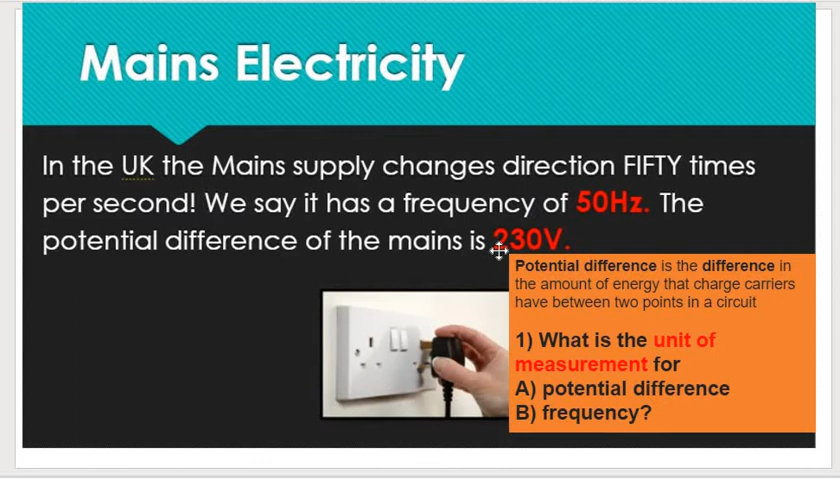 Mains Electricity
In the UK the Mains supply changes direction FIFTY times
per second! We say it has a frequency of 50Hz. The
potential difference of the mains is 230V.
Potential difference is the difference in
the amount of energy that charge carriers
have between two points in a circuit
1) What is the unit of
measurement for
A) potential difference
B) frequency?